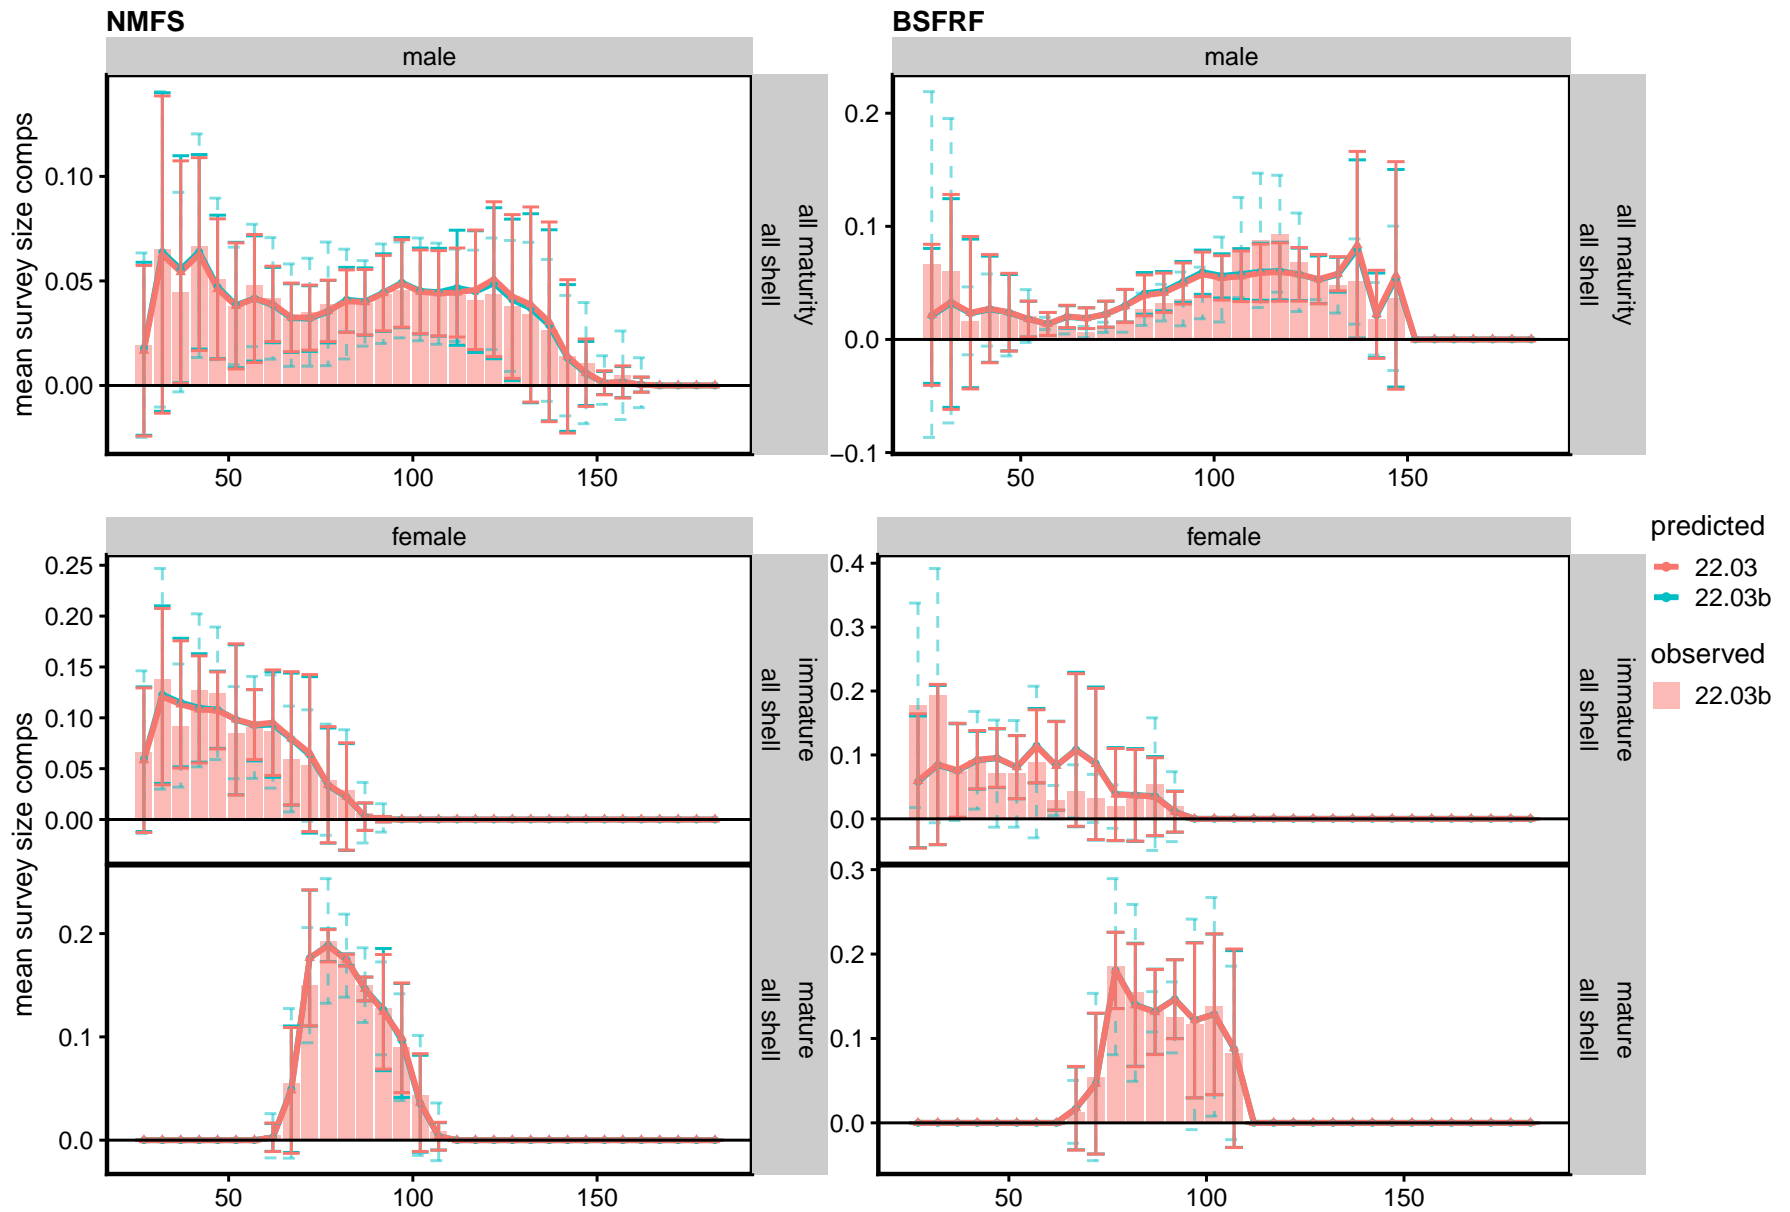 NMFS
BSFRF
male
male
mean survey size comps
0.10
0.05
0.00
all maturity
all shell
50
100
150
0.2
0.1
0.0
−0.1
all maturity
all shell
50
100
150
female
female
mean survey size comps
0.25
0.20
0.15
0.10
0.05
0.00
immature
all shell
0.4
0.3
0.2
0.1
0.0
immature
all shell
0.2
0.1
0.0
mature
all shell
0.3
0.2
0.1
0.0
mature
all shell
50
100
150
50
100
150
predicted
22.03
22.03b
observed
22.03b